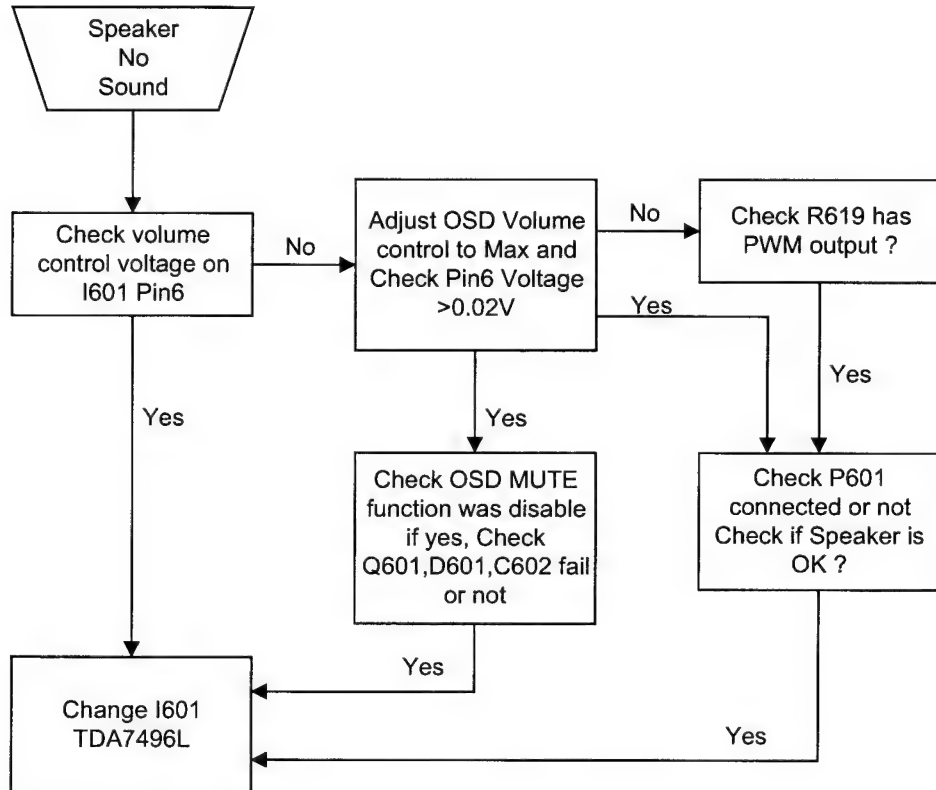 Speaker
No
Sound
Check volume
control voltage on
I601 Pin6
No
Adjust OSD Volume
control to Max and
Check Pin6 Voltage
>0.02V
No
Check R619 has
PWM output ?
Yes
Yes
Yes
Yes
Check OSD MUTE
function was disable
if yes, Check
Q601,D601,C602 fail
or not
Check P601
connected or not
Check if Speaker is
OK ?
Yes
Change I601
TDA7496L
Yes